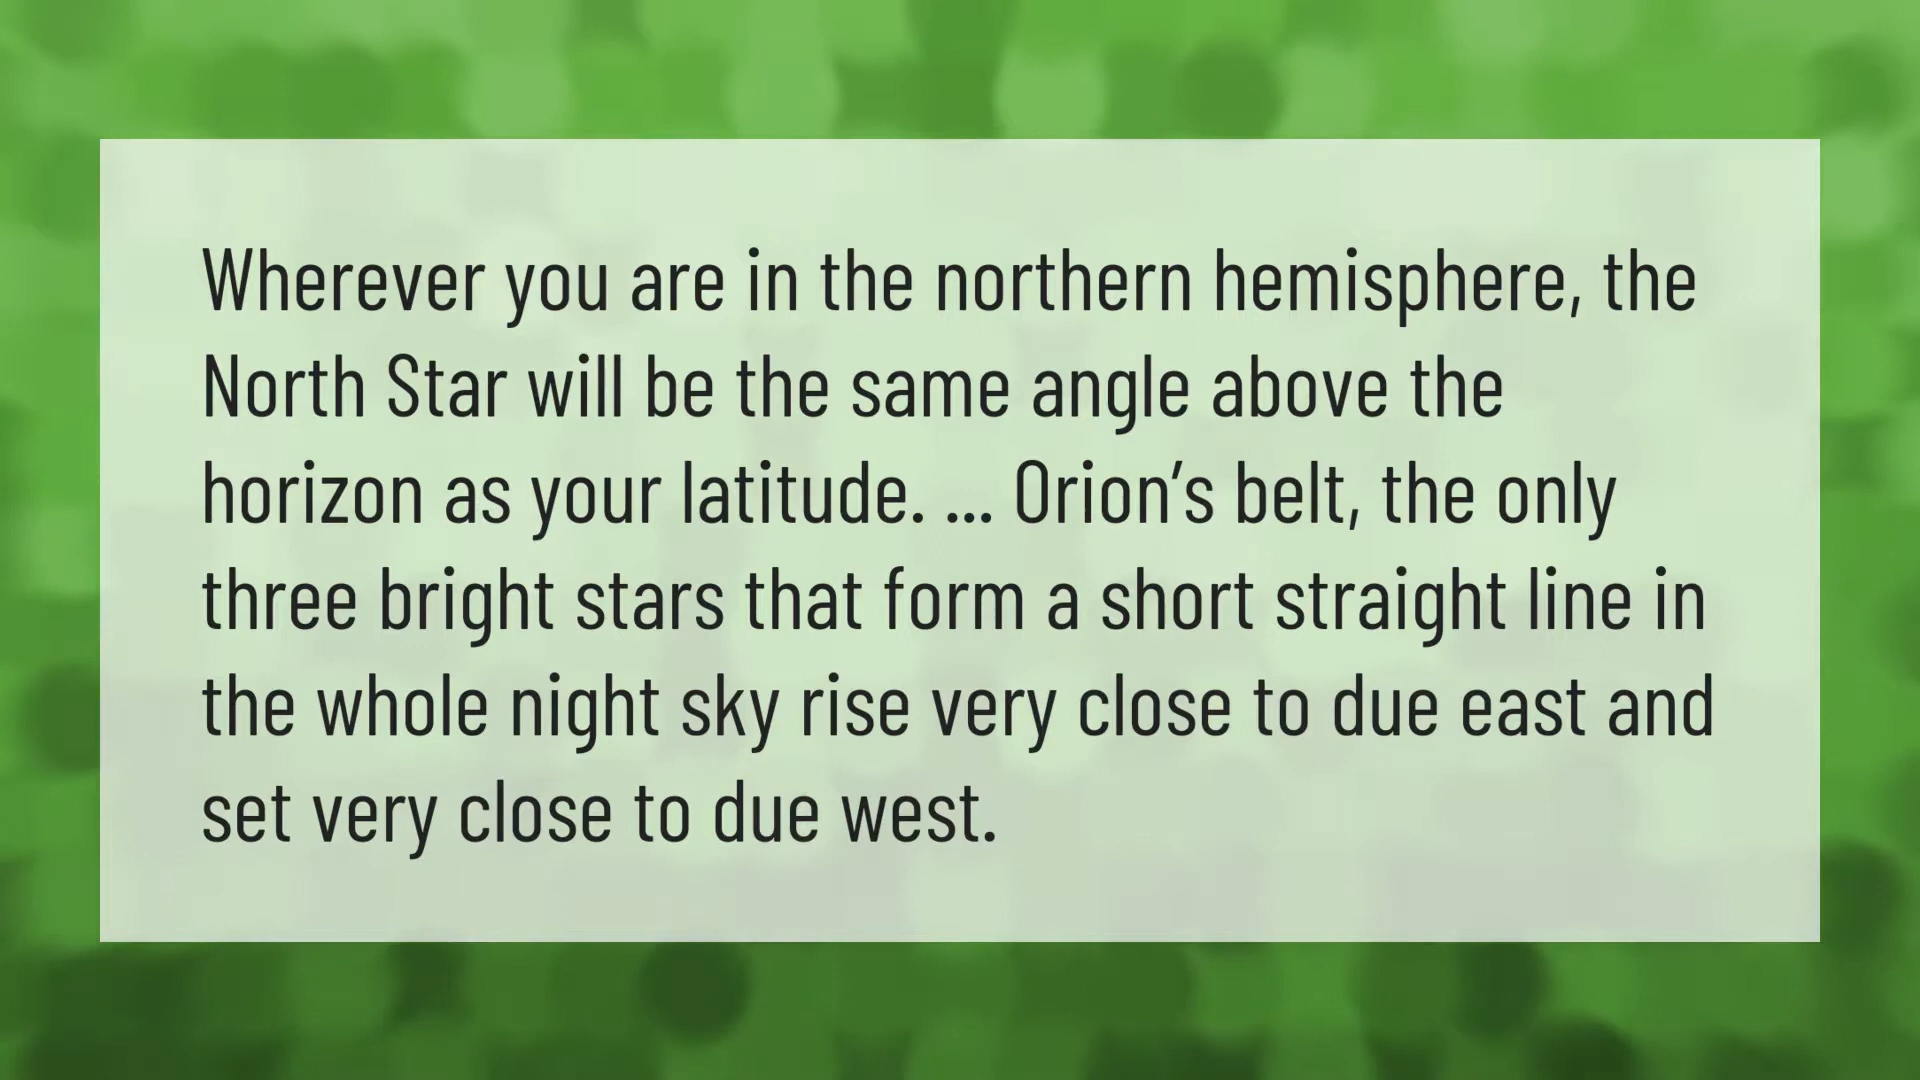 Wherever you are in the northern hemisphere, the
North Star will be the same angle above the
horizon as your latitude. ... Orion’s belt, the only
three bright stars that form a short straight line in
the whole night sky rise very close to due east and
set very close to due west.